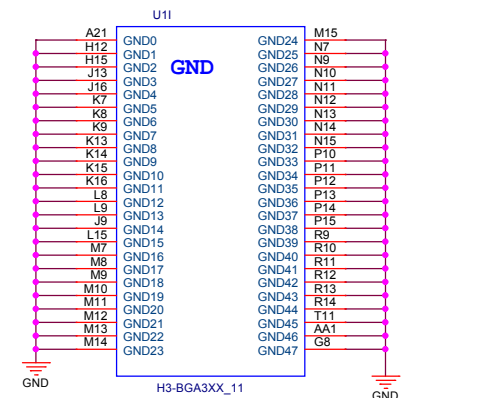 U1I
A21 GND0 GND24 M15
H12 GND1 GND25 N7
H15 GND2 GND GND26 N9
J13 GND3 GND27 N10
J16 GND4 GND28 N11
K7 GND5 GND29 N12
K8 GND6 GND30 N13
K9 GND7 GND31 N14
K13 GND8 GND32 N15
K14 GND9 GND33 P10
K15 GND10 GND34 P11
K16 GND11 GND35 P12
L8 GND12 GND36 P13
L9 GND13 GND37 P14
J9 GND14 GND38 P15
L15 GND15 GND39 R9
M7 GND16 GND40 R10
M8 GND17 GND41 R11
M9 GND18 GND42 R12
M10 GND19 GND43 R13
M11 GND20 GND44 R14
M12 GND21 GND45 T11
M13 GND22 GND46 AA1
M14 GND23 GND47 G8
GND H3-BGA3XX_11 GND